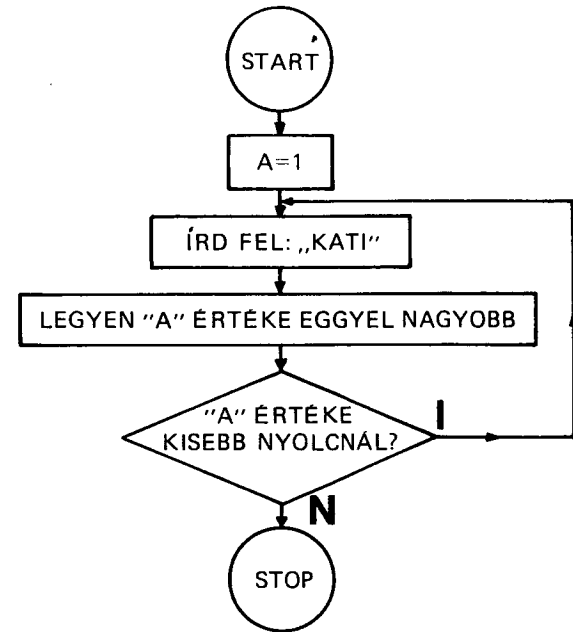 START
A=1
ÍRD FEL: „KATI"
LEGYEN "A" ÉRTÉKE EGGYEL NAGYOBB
"A" ÉRTÉKE
KISEBB NYOLCNÁL?
I
N
STOP